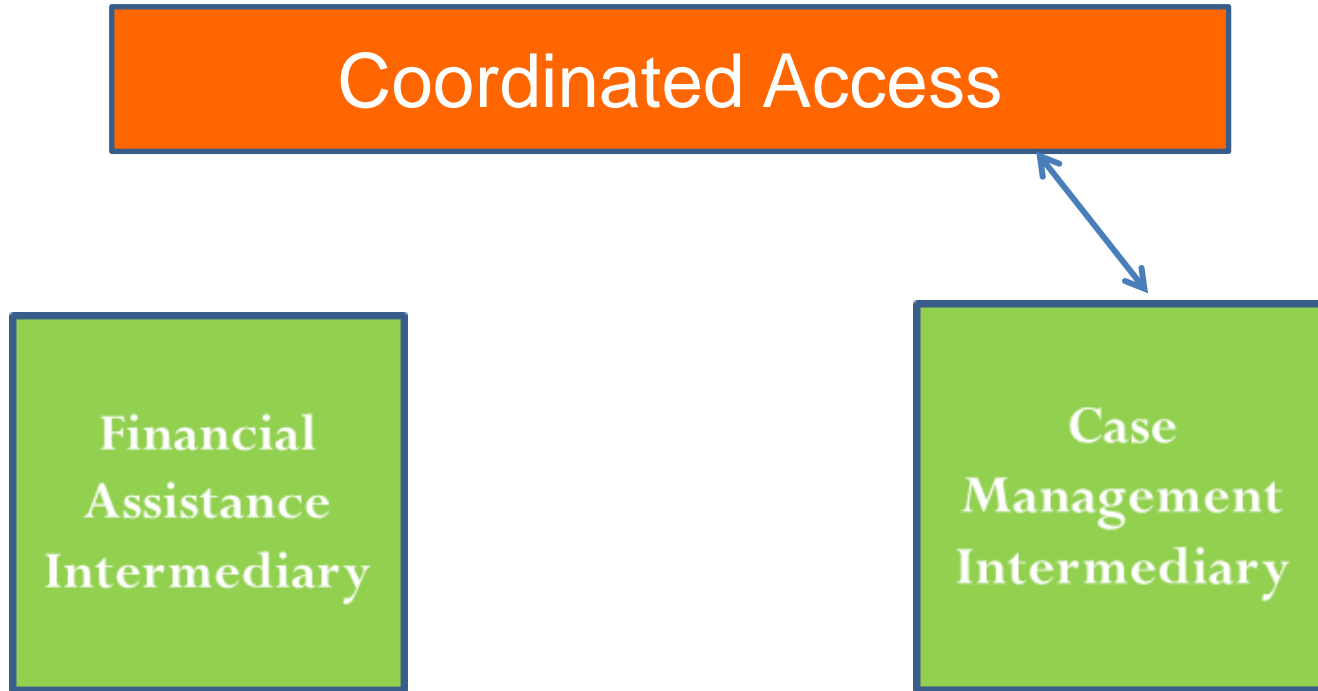 Coordinated Access
Financial
Assistance
Intermediary
Case
Management
Intermediary